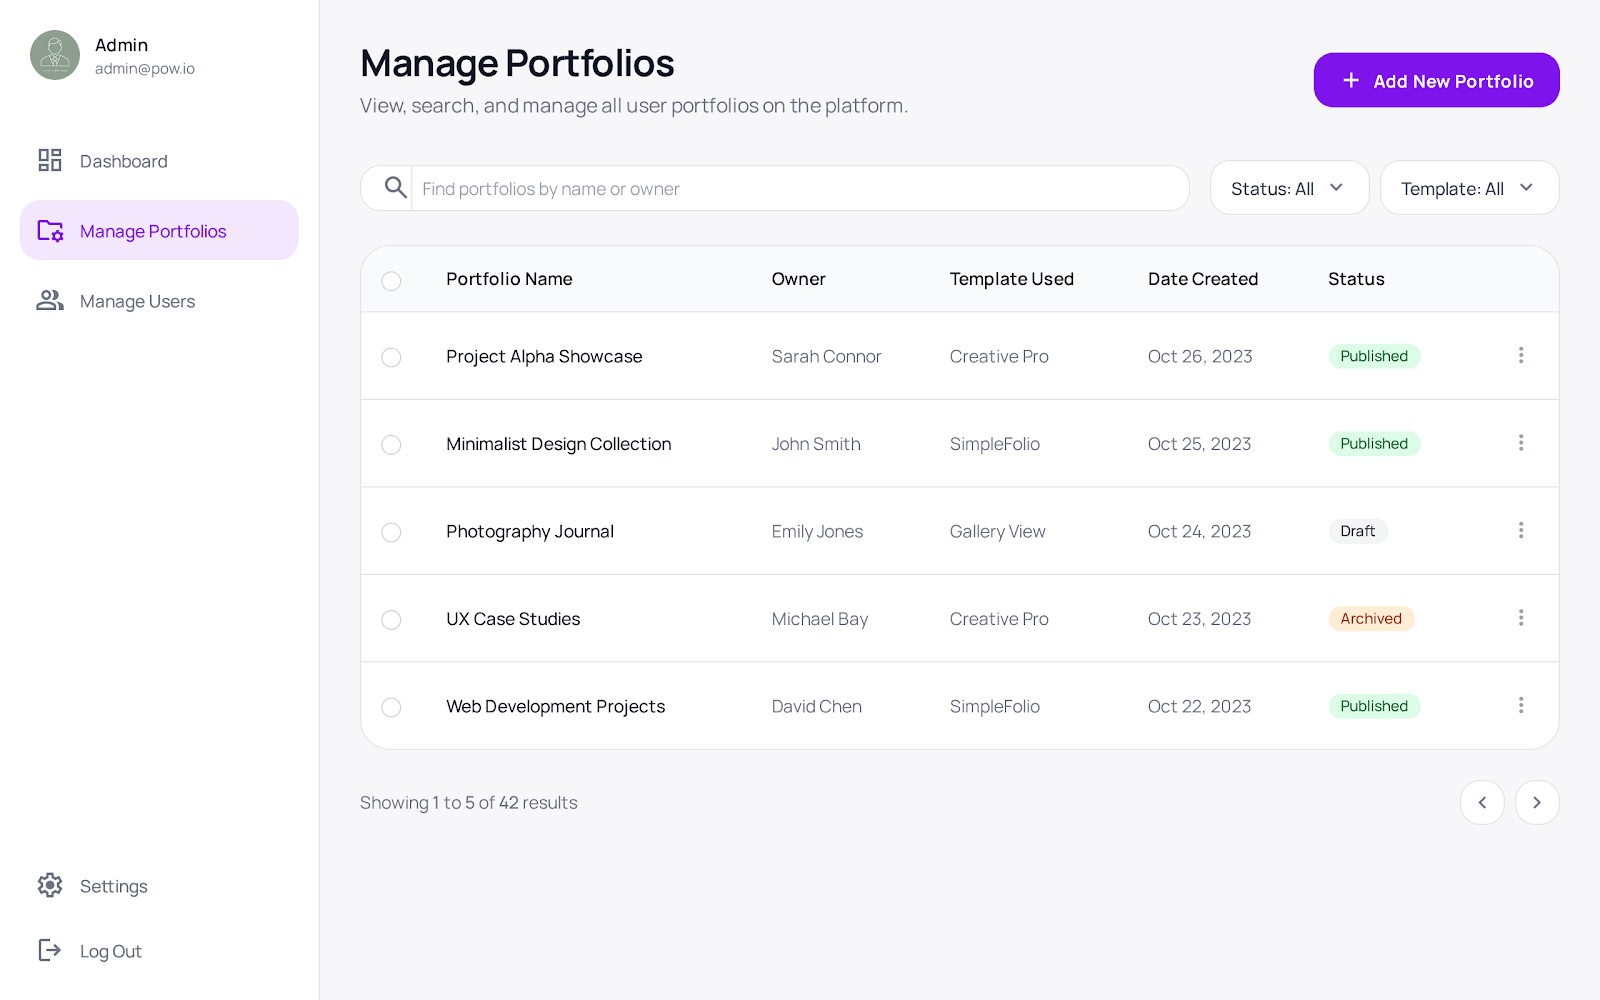 Admin
admin@pow.io
Dashboard
Manage Portfolios
Manage Users
Settings
Log Out
Manage Portfolios
View, search, and manage all user portfolios on the platform.
+ Add New Portfolio
Find portfolios by name or owner
Status: All
Template: All
Portfolio Name Owner Template Used Date Created Status
Project Alpha Showcase Sarah Connor Creative Pro Oct 26, 2023 Published
Minimalist Design Collection John Smith SimpleFolio Oct 25, 2023 Published
Photography Journal Emily Jones Gallery View Oct 24, 2023 Draft
UX Case Studies Michael Bay Creative Pro Oct 23, 2023 Archived
Web Development Projects David Chen SimpleFolio Oct 22, 2023 Published
Showing 1 to 5 of 42 results